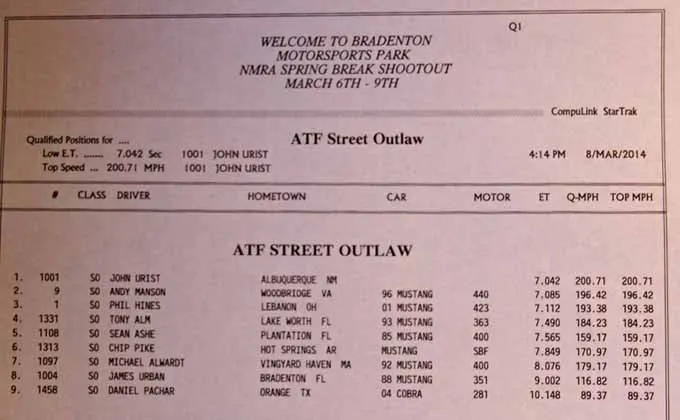 Q1
WELCOME TO BRADENTON
MOTORSPORTS PARK
NMRA SPRING BREAK SHOOTOUT
MARCH 6TH - 9TH
CompuLink StarTrak
Qualified Positions for .... ATF Street Outlaw
Low E.T. ....... 7.042 Sec 1001 JOHN URIST 4:14 PM 8/MAR/2014
Top Speed ... 200.71 MPH 1001 JOHN URIST
# CLASS DRIVER HOMETOWN CAR MOTOR ET Q-MPH TOP MPH
ATF STREET OUTLAW
1. 1001 SO JOHN URIST ALBUQUERQUE NM 7.042 200.71 200.71
2. 9 SO ANDY MANSON WOODBRIDGE VA 96 MUSTANG 440 7.085 196.42 196.42
3. 1 SO PHIL HINES LEBANON OH 01 MUSTANG 423 7.112 193.38 193.38
4. 1331 SO TONY ALM LAKE WORTH FL 93 MUSTANG 363 7.490 184.23 184.23
5. 1108 SO SEAN ASHE PLANTATION FL 85 MUSTANG 400 7.565 159.17 159.17
6. 1313 SO CHIP PIKE HOT SPRINGS AR MUSTANG SBF 7.849 170.97 170.97
7. 1097 SO MICHAEL ALWARDT VINGYARD HAVEN MA 92 MUSTANG 400 8.076 179.17 179.17
8. 1004 SO JAMES URBAN BRADENTON FL 88 MUSTANG 351 9.002 116.82 116.82
9. 1458 SO DANIEL PACHAR ORANGE TX 04 COBRA 281 10.148 89.37 89.37